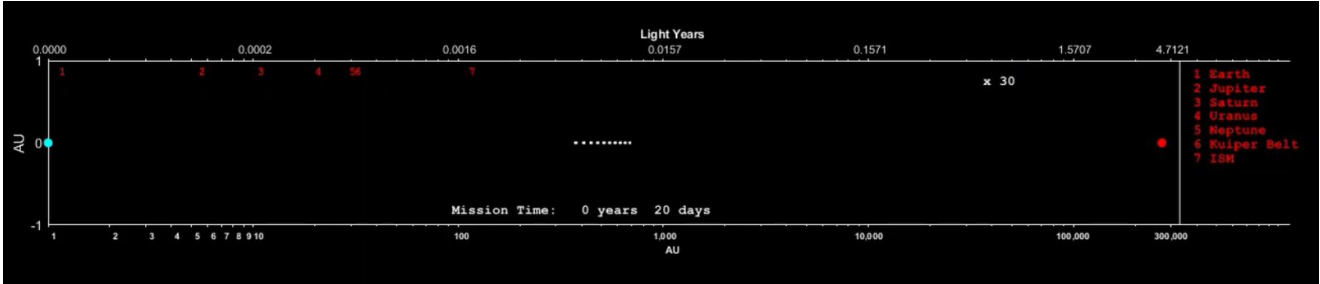 Light Years
0.0000 0.0002 0.0016 0.0157 0.1571 1.5707 4.7121
1 1 2 3 4 5 6 7 x 30 1 Earth
2 Jupiter
3 Saturn
4 Uranus
AU 0 5 Neptune
6 Kuiper Belt
7 ISM
Mission Time: 0 years 20 days
-1
1 2 3 4 5 6 7 8 9 10 100 1,000 10,000 100,000 300,000
AU